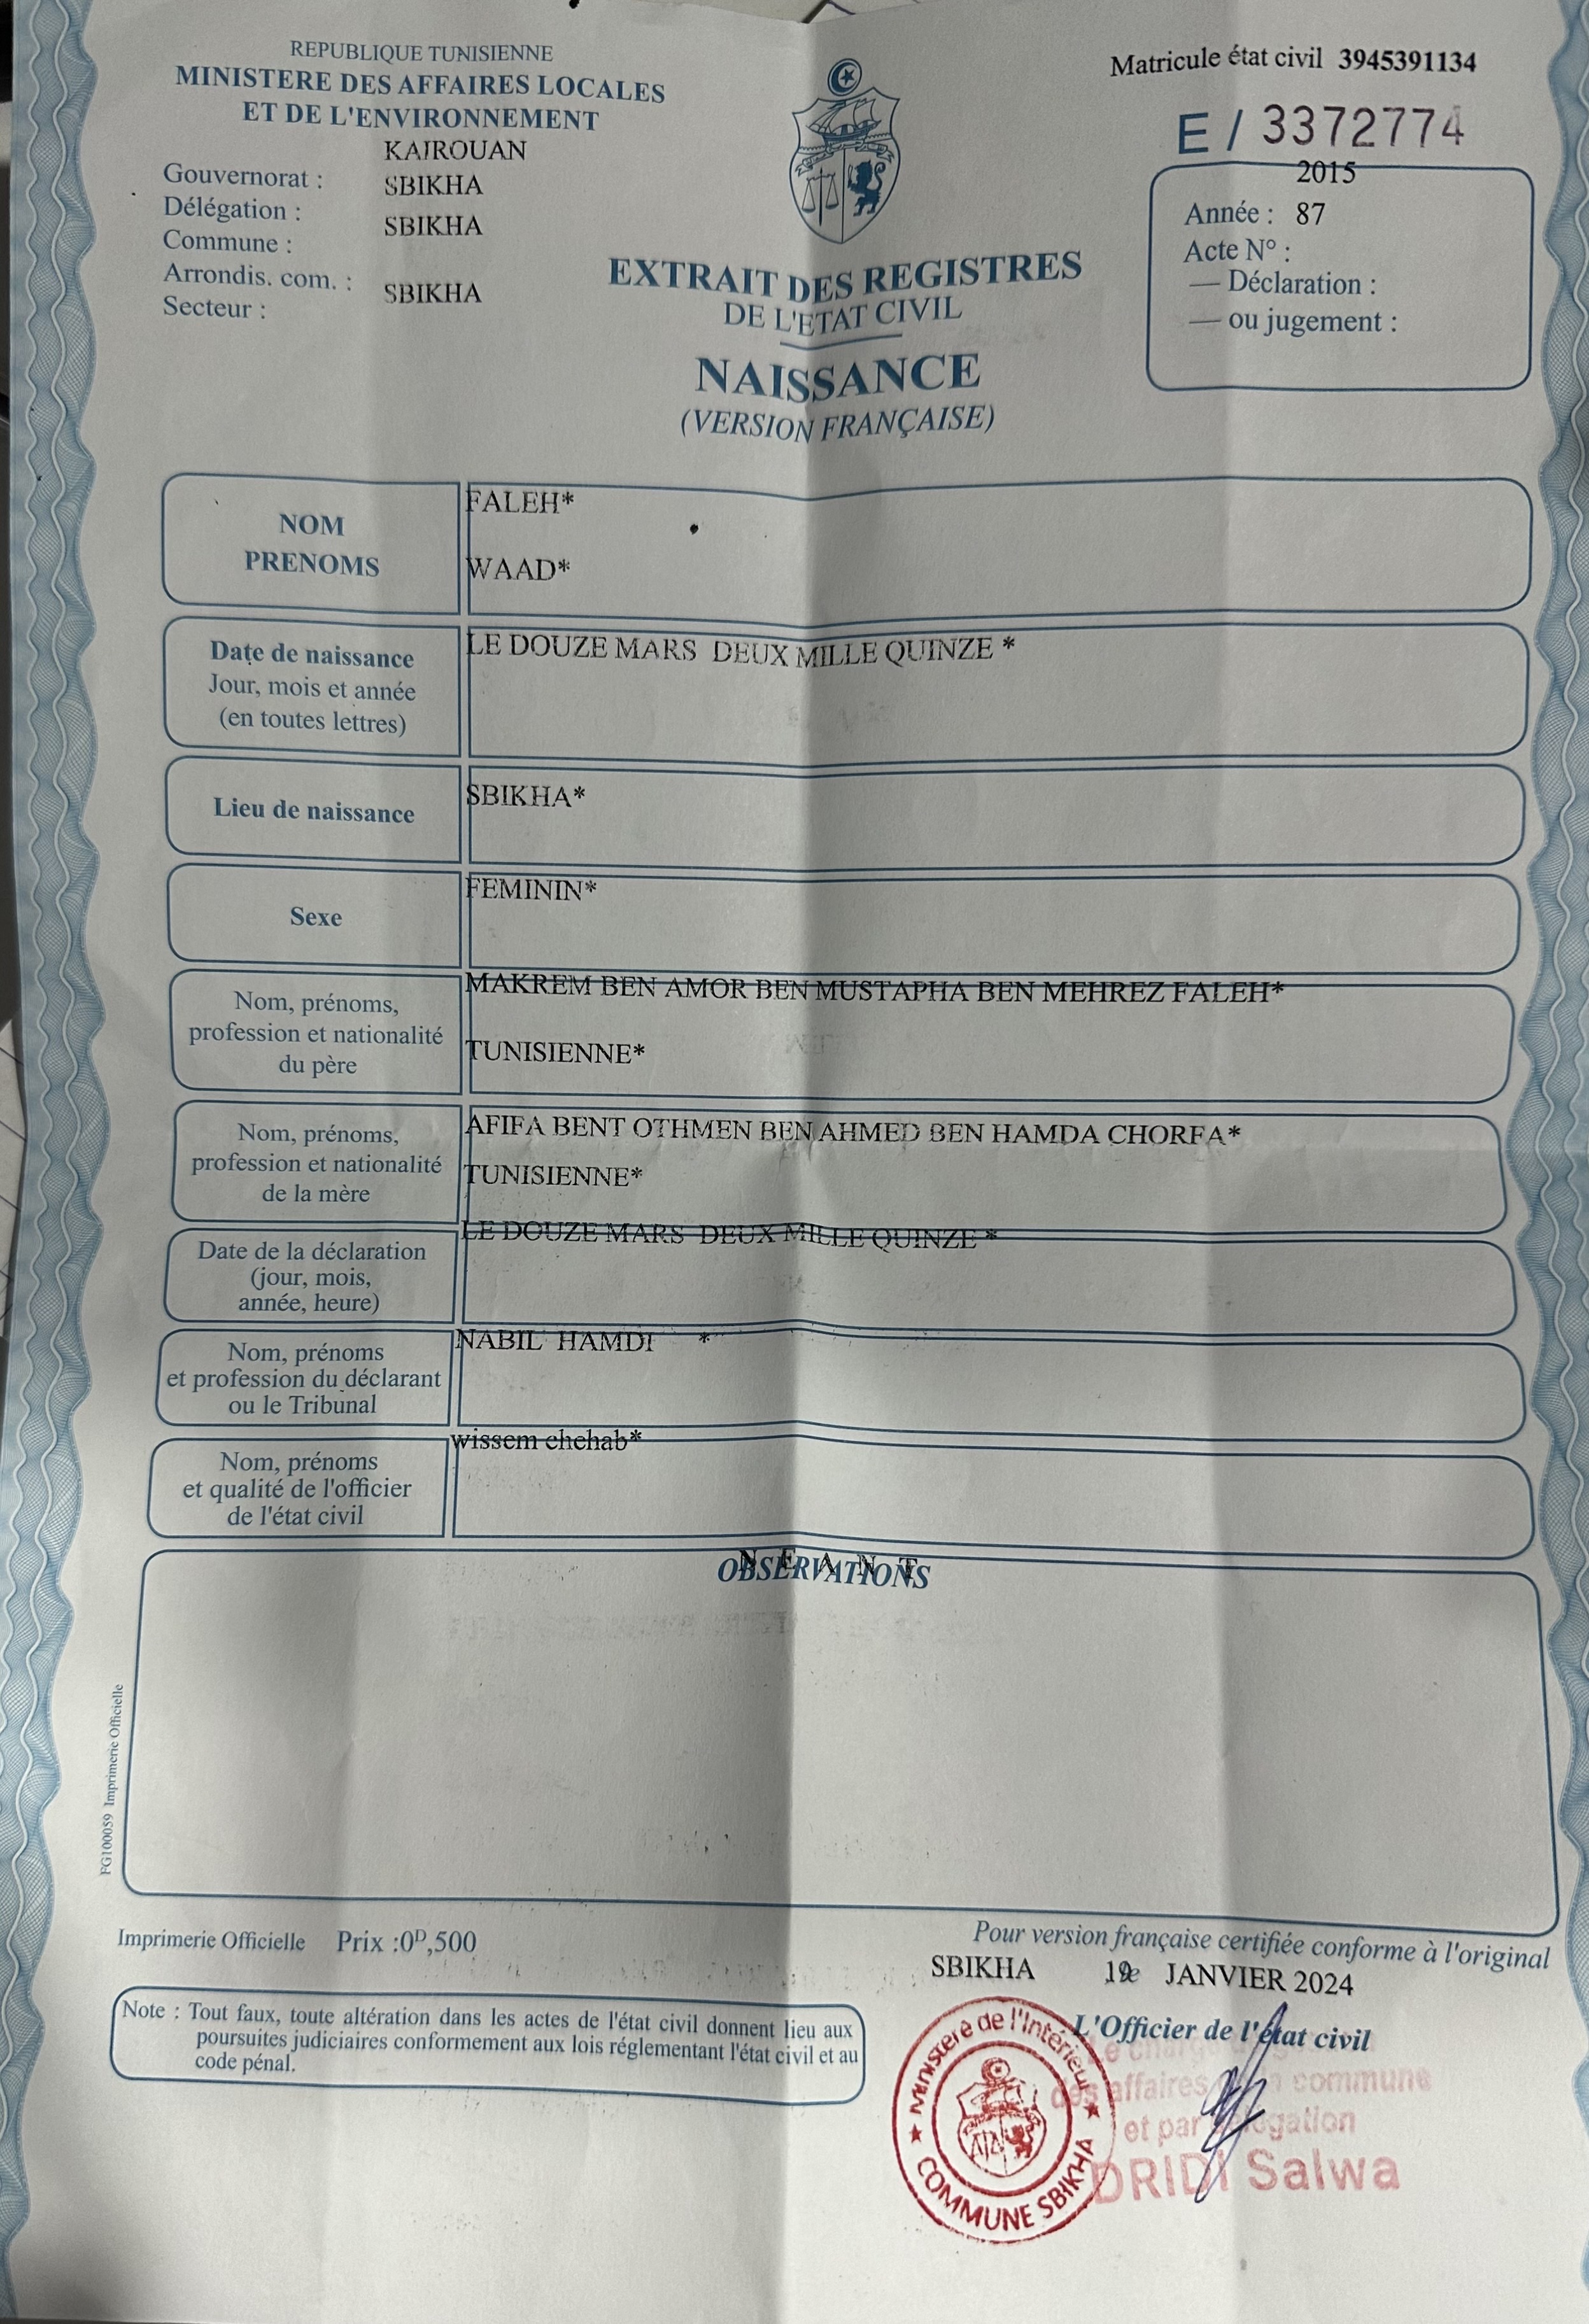 REPUBLIQUE TUNISIENNE
MINISTERE DES AFFAIRES LOCALES
ET DE L'ENVIRONNEMENT
KAIROUAN
Gouvernorat :
SBIKHA
Délégation :
SBIKHA
Commune :
Arrondis. com. :
SBIKHA
Secteur :
Matricule état civil 3945391134
E / 3372774
2015
Année : 87
Acte N° :
— Déclaration :
— ou jugement :
EXTRAIT DES REGISTRES
DE L'ETAT CIVIL
NAISSANCE
(VERSION FRANÇAISE)
NOM
PRENOMS
FALEH*
WAAD*
Date de naissance
Jour, mois et année
(en toutes lettres)
LE DOUZE MARS DEUX MILLE QUINZE *
Lieu de naissance
SBIKHA*
Sexe
FEMININ*
Nom, prénoms,
profession et nationalité
du père
MAKREM BEN AMOR BEN MUSTAPHA BEN MEHREZ FALEH*
TUNISIENNE*
Nom, prénoms,
profession et nationalité
de la mère
AFIFA BENT OTHMEN BEN AHMED BEN HAMDA CHORFA*
TUNISIENNE*
Date de la déclaration
(jour, mois,
année, heure)
LE DOUZE MARS DEUX MILLE QUINZE *
Nom, prénoms
et profession du déclarant
ou le Tribunal
NABIL HAMDI *
Nom, prénoms
et qualité de l'officier
de l'état civil
wissem chehab*
N E A N T
OBSERVATIONS
FG100059 Imprimerie Officielle
Imprimerie Officielle Prix :0ᴰ,500
Pour version française certifiée conforme à l'original
SBIKHA JANVIER 2024
L'Officier de l'état civil
Note : Tout faux, toute altération dans les actes de l'état civil donnent lieu aux
poursuites judiciaires conformement aux lois réglementant l'état civil et au
code pénal.
Ministère de l'Intérieur
COMMUNE SBIKHA
des affaires commune
et par délégation
DRIDI Salwa